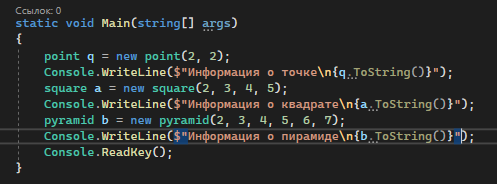 Ссылок: 0
static void Main(string[] args)
{
point q = new point(2, 2);
Console.WriteLine($"Информация о точке\n{q.ToString()}");
square a = new square(2, 3, 4, 5);
Console.WriteLine($"Информация о квадрате\n{a.ToString()}");
pyramid b = new pyramid(2, 3, 4, 5, 6, 7);
Console.WriteLine($"Информация о пирамиде\n{b.ToString()}");
Console.ReadKey();
}